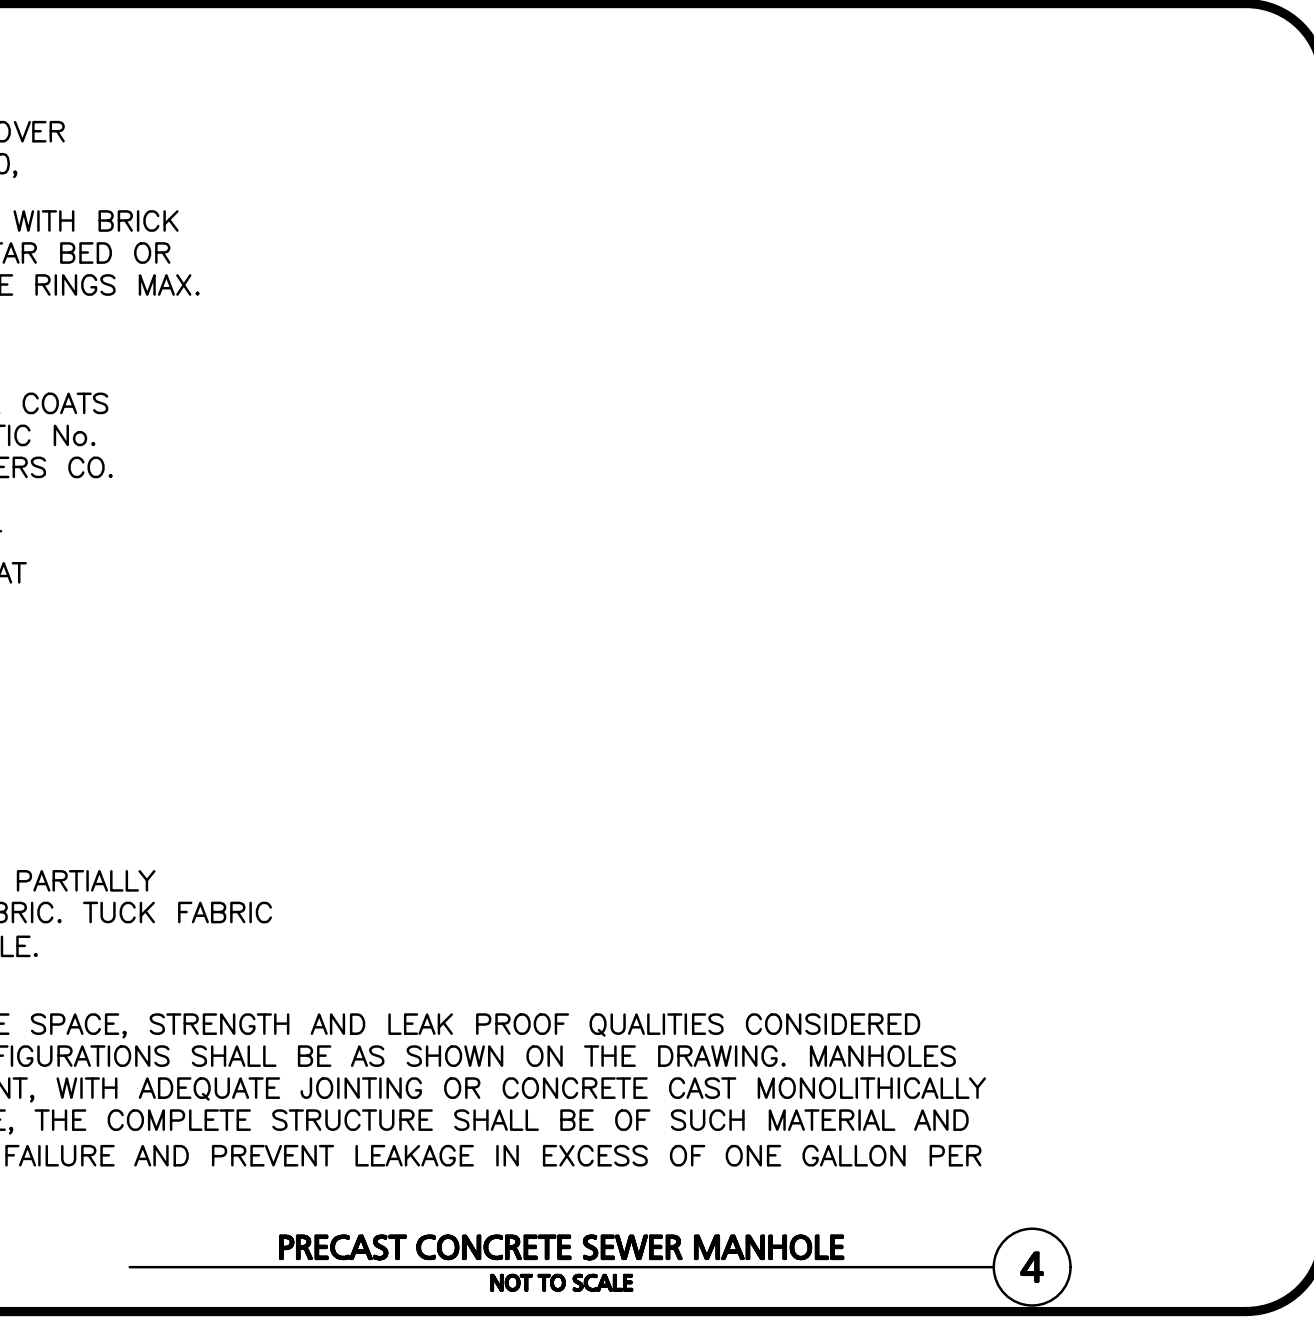 OVER
0,
WITH BRICK
TAR BED OR
E RINGS MAX.
COATS
TIC No.
ERS CO.
AT
PARTIALLY
BRIC. TUCK FABRIC
LE.
E SPACE, STRENGTH AND LEAK PROOF QUALITIES CONSIDERED
FIGURATIONS SHALL BE AS SHOWN ON THE DRAWING. MANHOLES
NT, WITH ADEQUATE JOINTING OR CONCRETE CAST MONOLITHICALLY
E, THE COMPLETE STRUCTURE SHALL BE OF SUCH MATERIAL AND
FAILURE AND PREVENT LEAKAGE IN EXCESS OF ONE GALLON PER
PRECAST CONCRETE SEWER MANHOLE
4
NOT TO SCALE